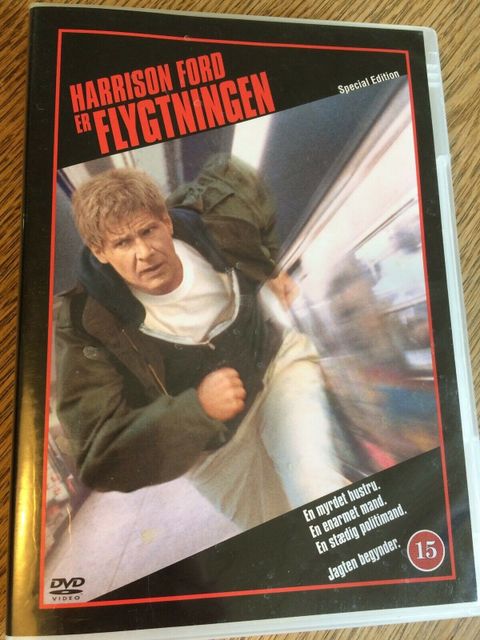 HARRISON FORD
ER FLYGTNINGEN
Special Edition
En myrdet hustru.
En enarmet mand.
En stædig politimand.
Jagten begynder.
15
DVD
VIDEO